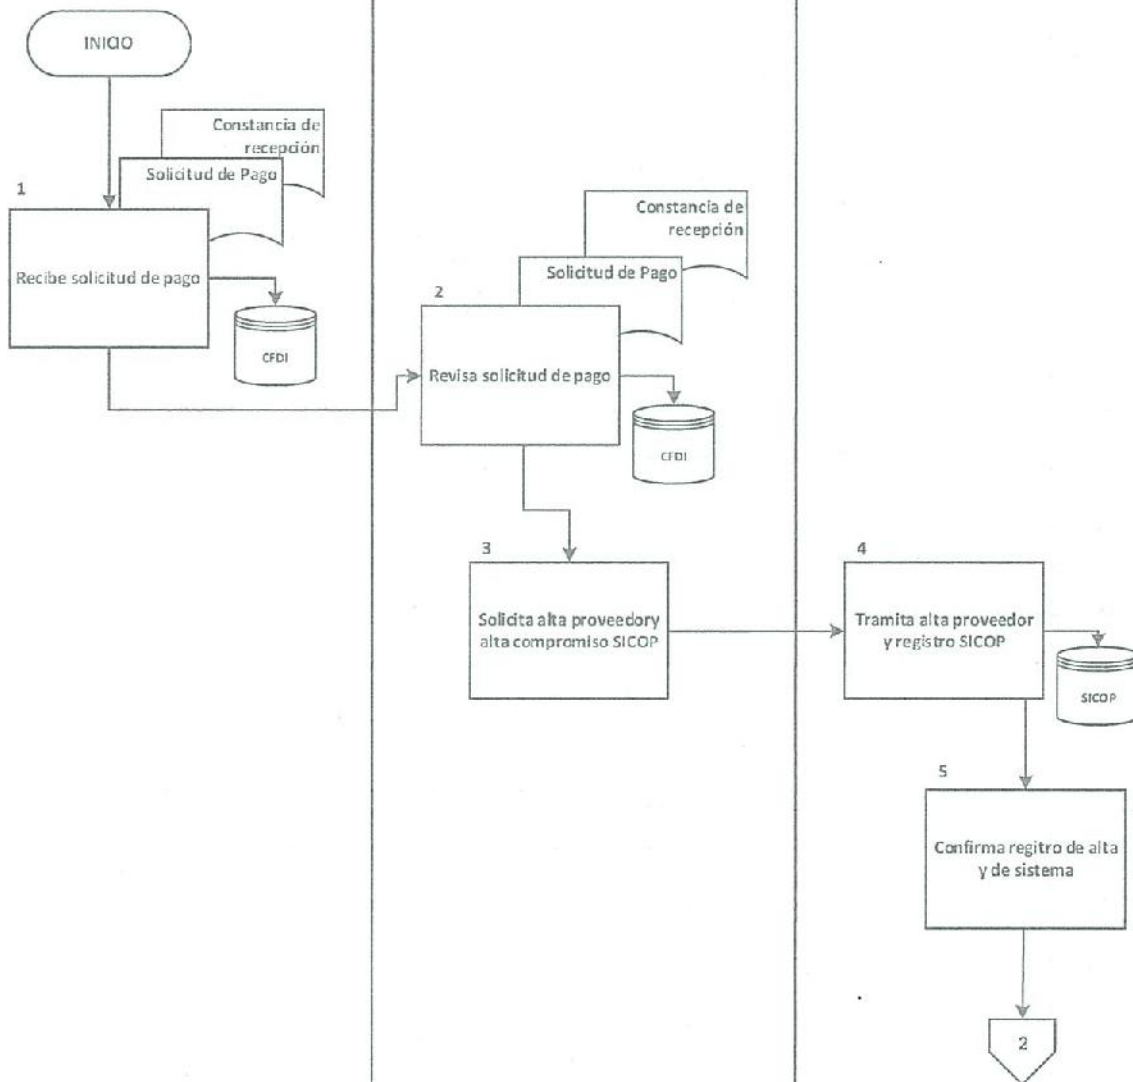 INICIO
Constancia de
recepción
Solicitud de Pago
1
Recibe solicitud de pago
CFDI
Constancia de
recepción
Solicitud de Pago
2
Revisa solicitud de pago
CFDI
3
Solicita alta proveedor y
alta compromiso SICOP
4
Tramita alta proveedor
y registro SICOP
SICOP
5
Confirma regitro de alta
y de sistema
2